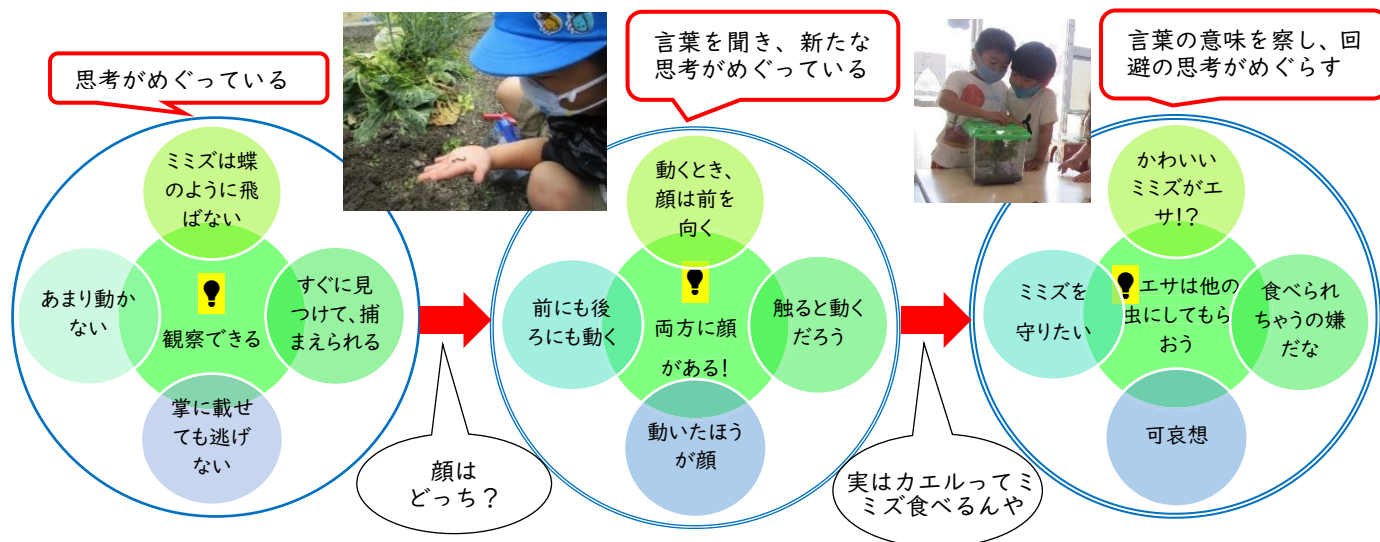 思考がめぐっている
言葉を聞き、新たな
思考がめぐっている
言葉の意味を察し、回
避の思考がめぐらす
ミミズは蝶
のように飛
ばない
あまり動か
ない
観察できる
すぐに見
つけて、捕
まえられる
掌に載せ
ても逃げ
ない
顔は
どっち？
動くとき、
顔は前を
向く
前にも後
ろにも動く
両方に顔
がある!
触ると動く
だろう
動いたほう
が顔
実はカエルってミ
ミズ食べるんや
かわいい
ミミズがエ
サ!?
ミミズを
守りたい
エサは他の
虫にしてもら
おう
食べられ
ちゃうの嫌
だな
可哀想